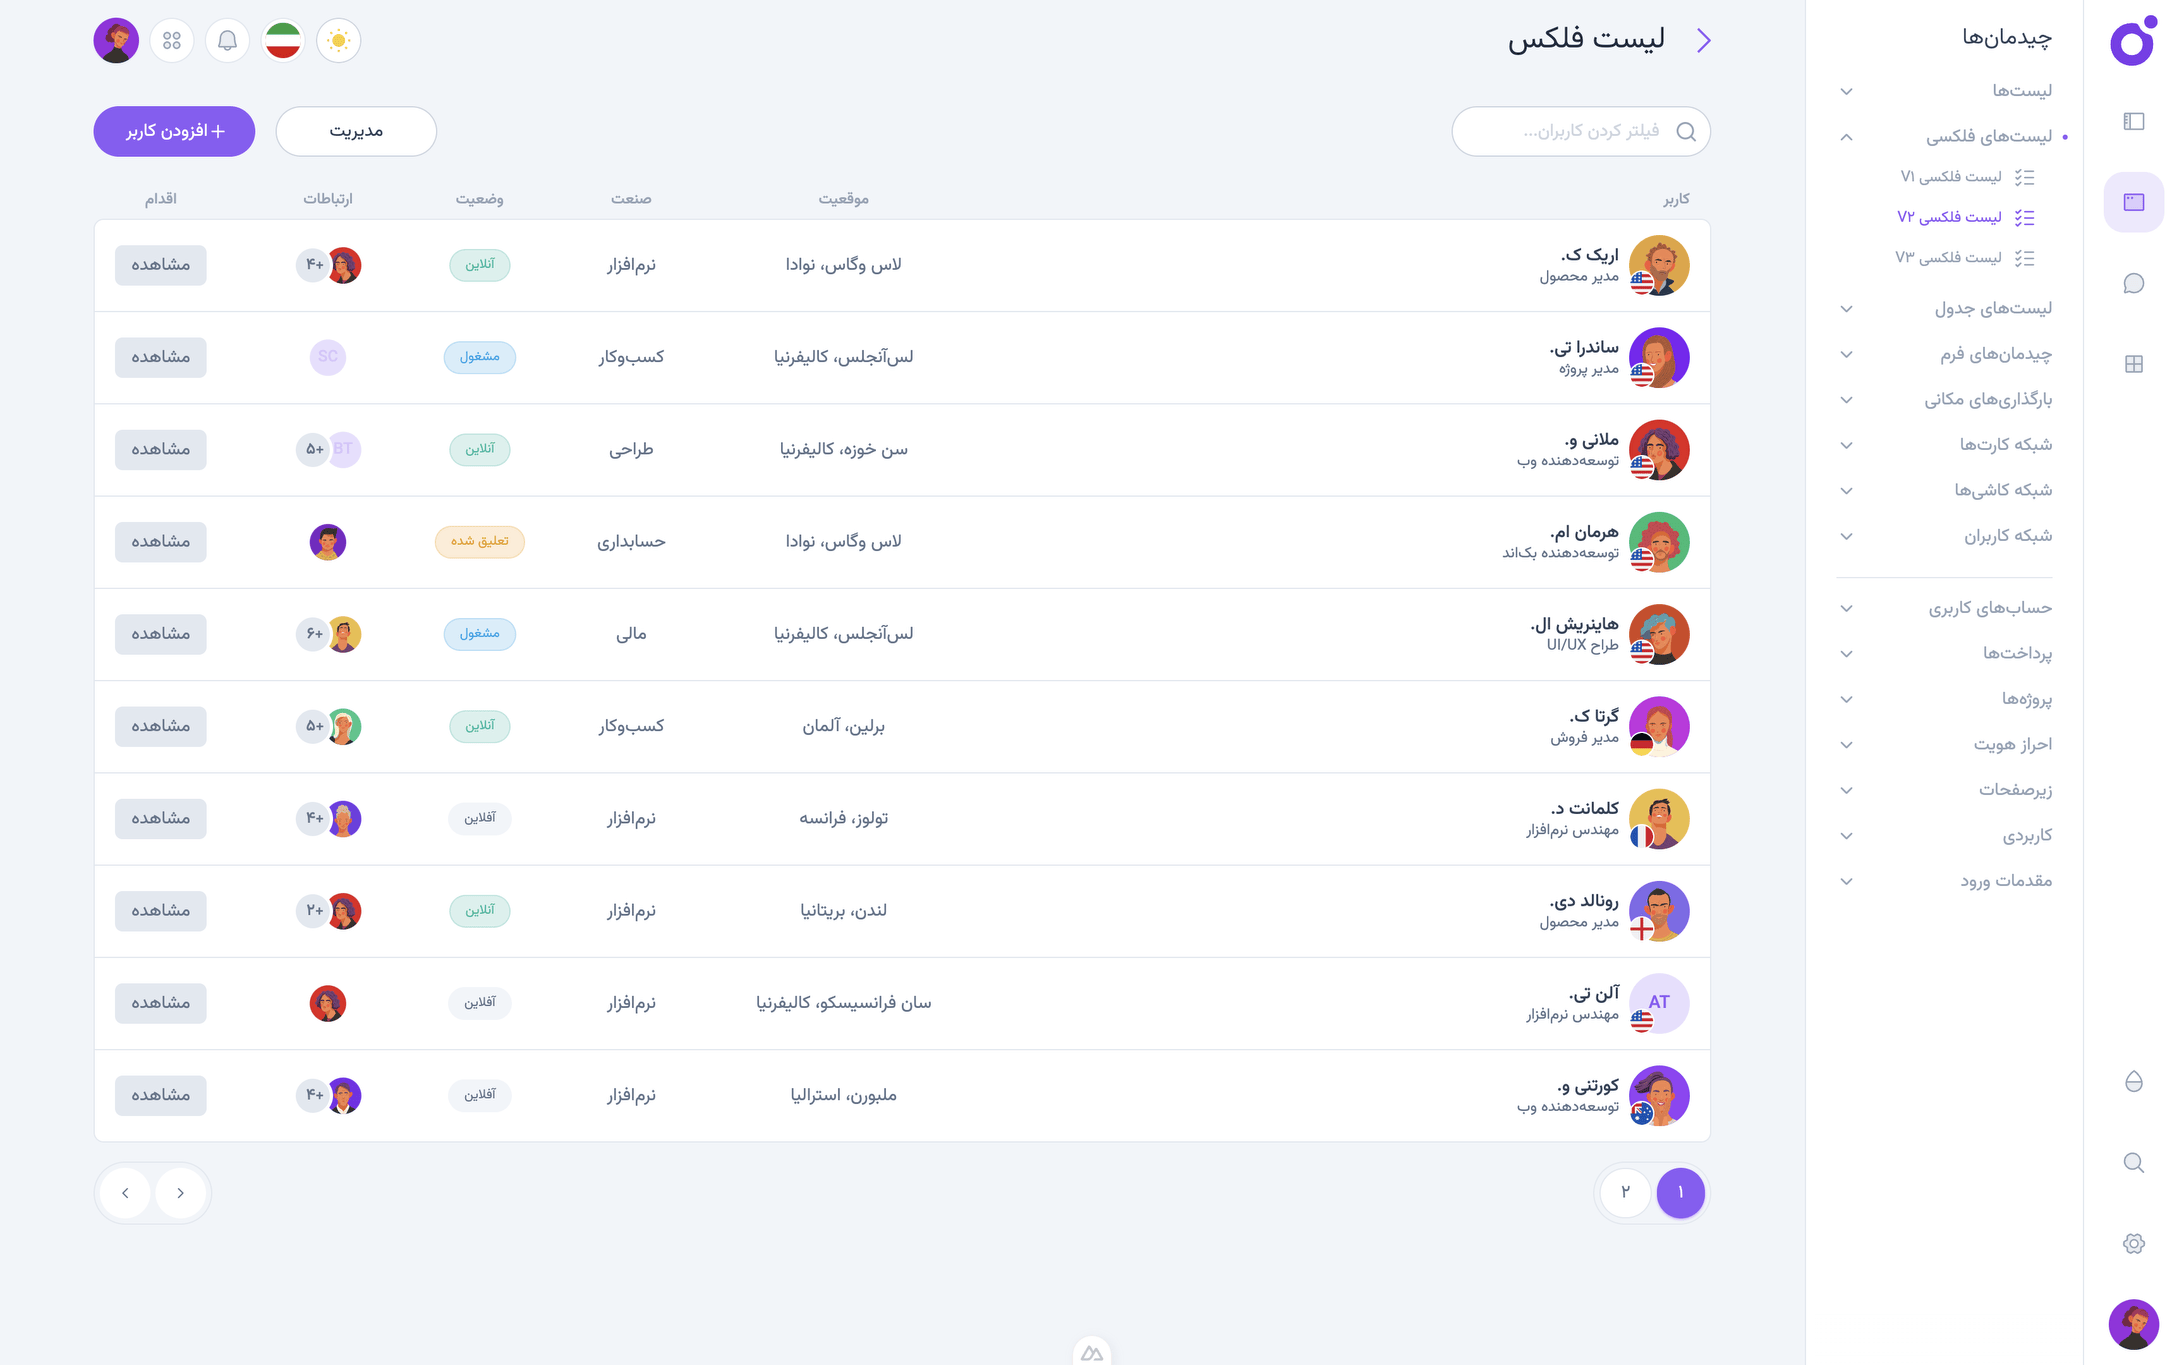 چیدمان‌ها
لیست‌ها
لیست‌های فلکسی
لیست فلکسی V۱
لیست فلکسی V۲
لیست فلکسی V۳
لیست‌های جدول
چیدمان‌های فرم
بارگذاری‌های مکانی
شبکه کارت‌ها
شبکه کاشی‌ها
شبکه کاربران
حساب‌های کاربری
پرداخت‌ها
پروژه‌ها
احراز هویت
زیرصفحات
کاربردی
مقدمات ورود
لیست فلکس
فیلتر کردن کاربران...
مدیریت
+ افزودن کاربر
کاربر موقعیت صنعت وضعیت ارتباطات اقدام
اریک ک.
مدیر محصول
لاس وگاس، نوادا نرم‌افزار آنلاین +۴ مشاهده
ساندرا تی.
مدیر پروژه
لس‌آنجلس، کالیفرنیا کسب‌وکار مشغول SC مشاهده
ملانی و.
توسعه‌دهنده وب
سن خوزه، کالیفرنیا طراحی آنلاین BT +۵ مشاهده
هرمان ام.
توسعه‌دهنده بک‌اند
لاس وگاس، نوادا حسابداری تعلیق شده مشاهده
هاینریش ال.
طراح UI/UX
لس‌آنجلس، کالیفرنیا مالی مشغول +۶ مشاهده
گرتا ک.
مدیر فروش
برلین، آلمان کسب‌وکار آنلاین +۵ مشاهده
کلمانت د.
مهندس نرم‌افزار
تولوز، فرانسه نرم‌افزار آفلاین +۴ مشاهده
رونالد دی.
مدیر محصول
لندن، بریتانیا نرم‌افزار آنلاین +۲ مشاهده
AT
آلن تی.
مهندس نرم‌افزار
سان فرانسیسکو، کالیفرنیا نرم‌افزار آفلاین مشاهده
کورتنی و.
توسعه‌دهنده وب
ملبورن، استرالیا نرم‌افزار آفلاین +۴ مشاهده
۱ ۲